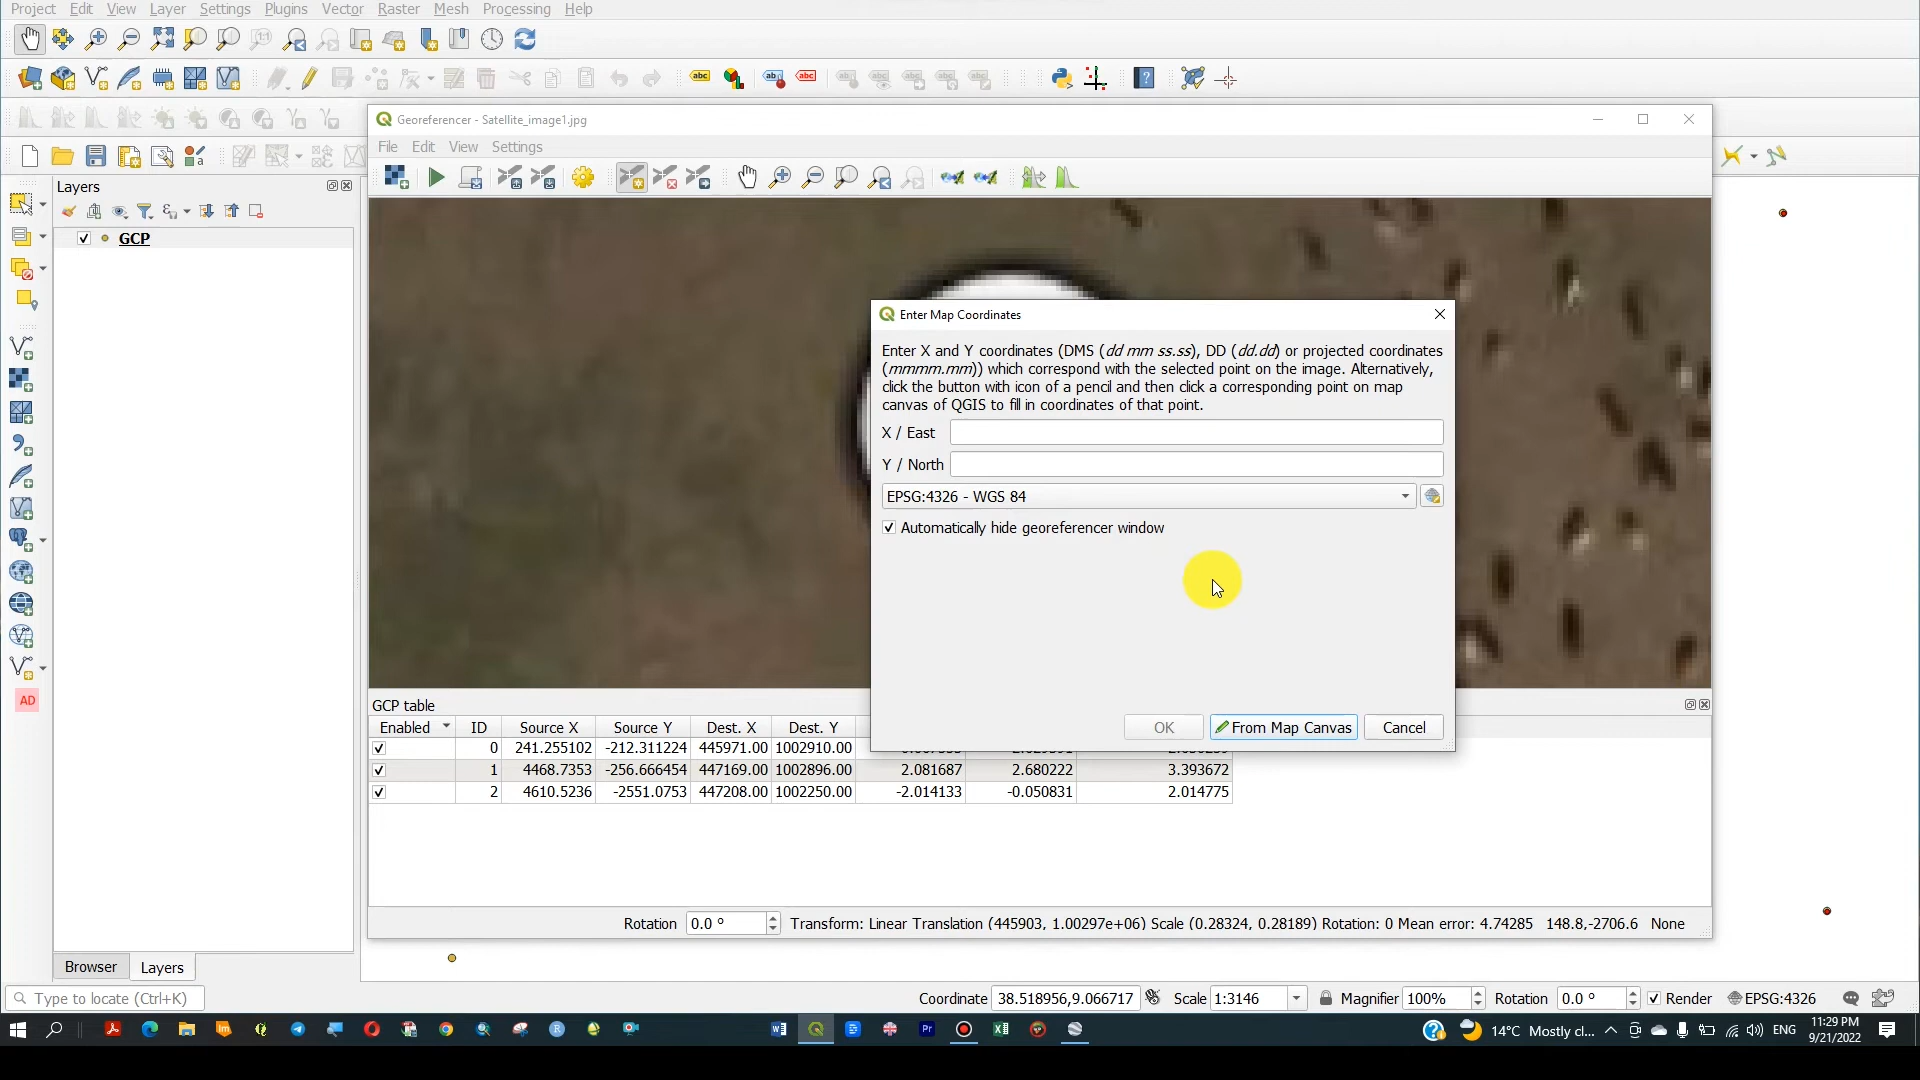 Project Edit View Layer Settings Plugins Vector Raster Mesh Processing Help
Georeferencer - Satellite_image1.jpg
File Edit View Settings
Layers
GCP
Enter Map Coordinates
Enter X and Y coordinates (DMS (dd mm ss.ss), DD (dd.dd) or projected coordinates
(mmmm.mm)) which correspond with the selected point on the image. Alternatively,
click the button with icon of a pencil and then click a corresponding point on map
canvas of QGIS to fill in coordinates of that point.
X / East
Y / North
EPSG:4326 - WGS 84
Automatically hide georeferencer window
OK From Map Canvas Cancel
AD
GCP table
Enabled ID Source X Source Y Dest. X Dest. Y
0 241.255102 -212.311224 445971.00 1002910.00
1 4468.7353 -256.666454 447169.00 1002896.00 2.081687 2.680222 3.393672
2 4610.5236 -2551.0753 447208.00 1002250.00 -2.014133 -0.050831 2.014775
Rotation 0.0 ° Transform: Linear Translation (445903, 1.00297e+06) Scale (0.28324, 0.28189) Rotation: 0 Mean error: 4.74285 148.8,-2706.6 None
Browser Layers
Type to locate (Ctrl+K) Coordinate 38.518956,9.066717 Scale 1:3146 Magnifier 100% Rotation 0.0 ° Render EPSG:4326
14°C Mostly cl... ENG 11:29 PM
9/21/2022